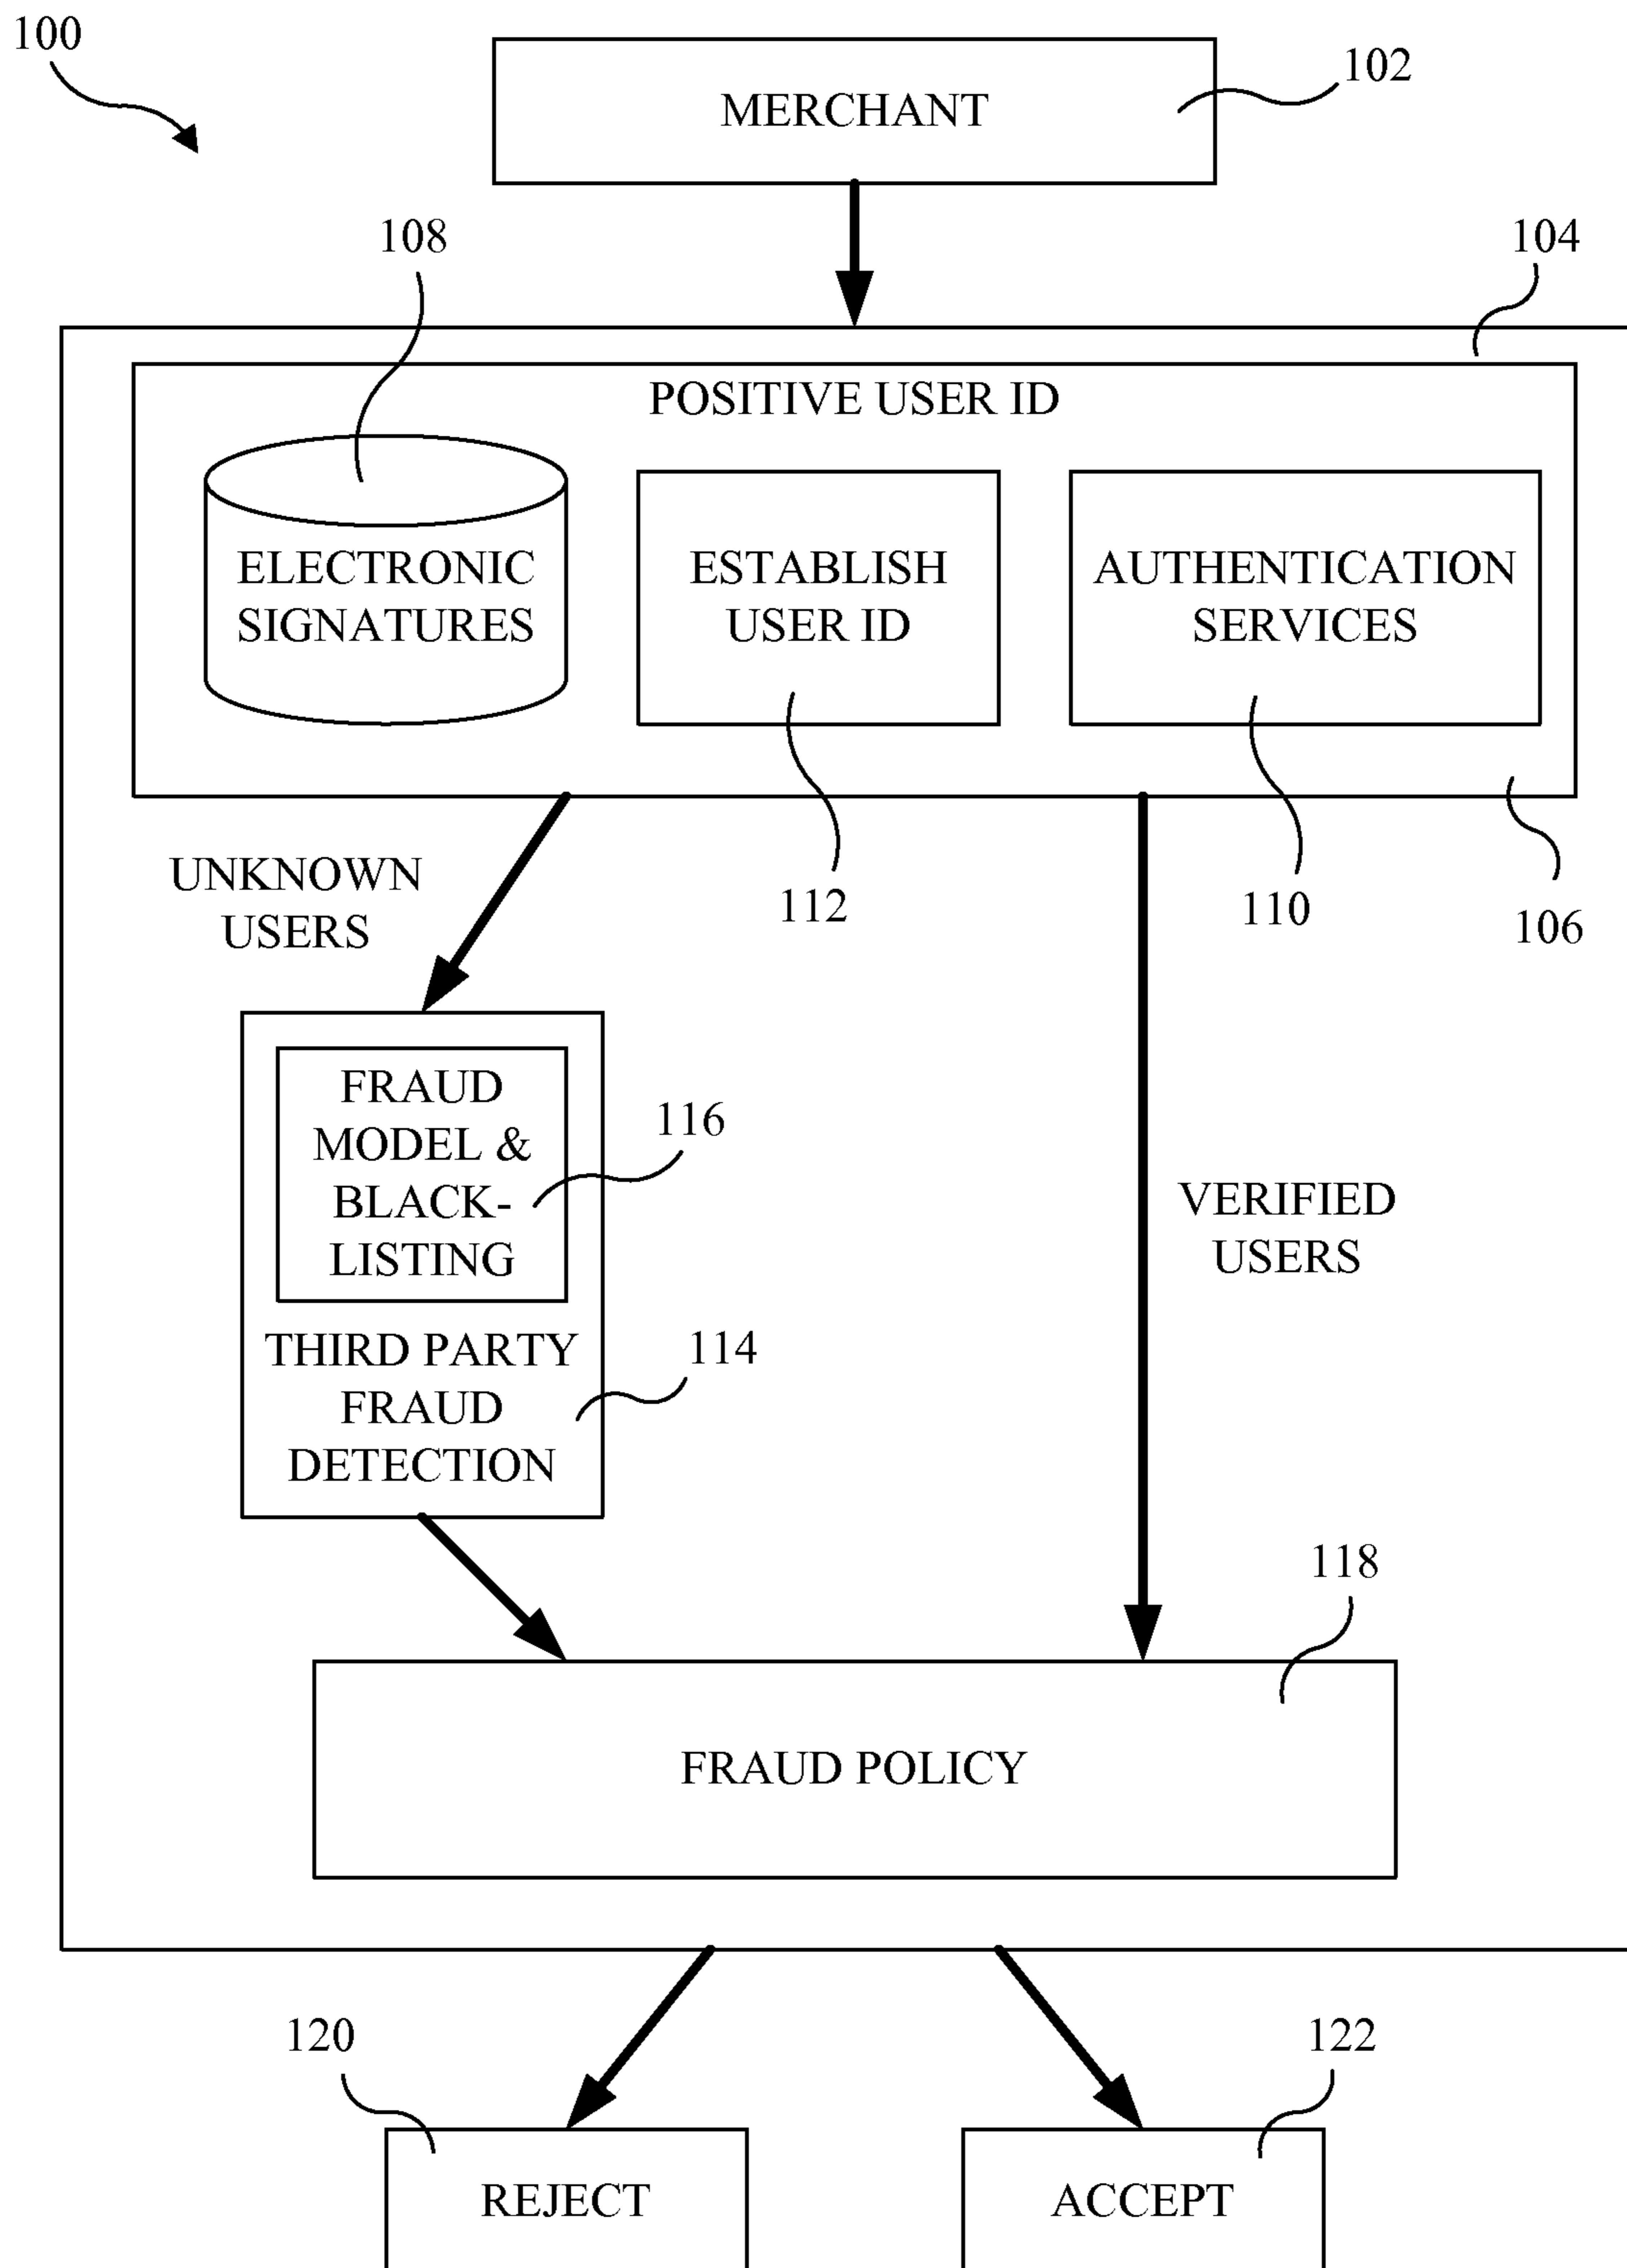 100
MERCHANT
102
108
104
POSITIVE USER ID
ELECTRONIC
SIGNATURES
ESTABLISH
USER ID
AUTHENTICATION
SERVICES
UNKNOWN
USERS
112
110
106
FRAUD
MODEL &
BLACK-
LISTING
116
THIRD PARTY
FRAUD
DETECTION
114
VERIFIED
USERS
118
FRAUD POLICY
120
122
REJECT
ACCEPT